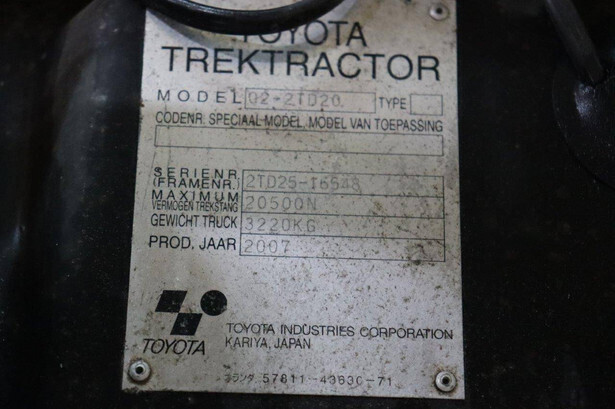 TOYOTA
TREKTRACTOR
MODEL 02-2TD20 TYPE
CODENR. SPECIAAL MODEL. MODEL VAN TOEPASSING
SERIENR.
(FRAMENR.) 2TD25-16548
MAXIMUM
VERMOGEN TREKSTANG 20500N
GEWICHT TRUCK 3220KG
PROD. JAAR 2007
TOYOTA
TOYOTA INDUSTRIES CORPORATION
KARIYA, JAPAN
57811-43630-71